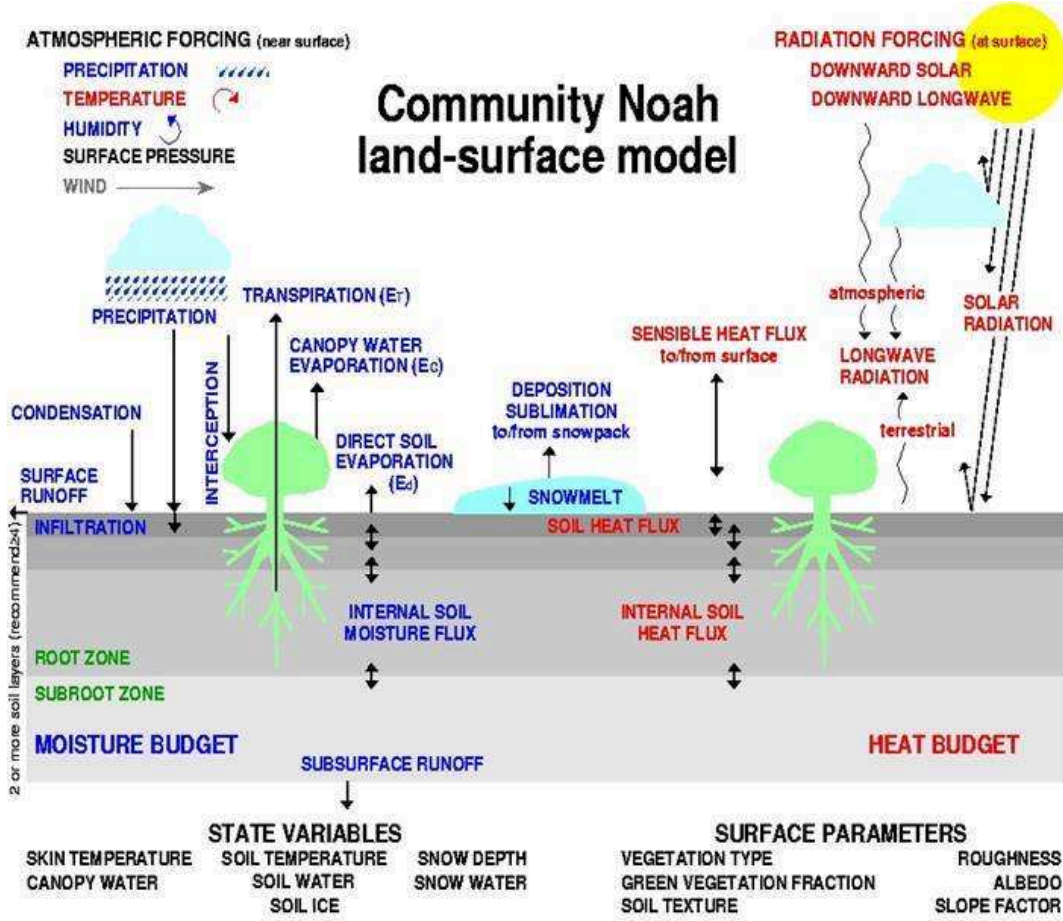 ATMOSPHERIC FORCING (near surface)
PRECIPITATION
TEMPERATURE
HUMIDITY
SURFACE PRESSURE
WIND
Community Noah
land-surface model
RADIATION FORCING (at surface)
DOWNWARD SOLAR
DOWNWARD LONGWAVE
PRECIPITATION
TRANSPIRATION (ET)
CANOPY WATER
EVAPORATION (Ec)
INTERCEPTION
CONDENSATION
DIRECT SOIL
EVAPORATION
(Ed)
DEPOSITION
SUBLIMATION
to/from snowpack
SNOWMELT
SENSIBLE HEAT FLUX
to/from surface
atmospheric
LONGWAVE
RADIATION
terrestrial
SOLAR
RADIATION
SURFACE
RUNOFF
INFILTRATION
SOIL HEAT FLUX
INTERNAL SOIL
MOISTURE FLUX
INTERNAL SOIL
HEAT FLUX
ROOT ZONE
SUBROOT ZONE
2 or more soil layers (recommend≥4)
MOISTURE BUDGET
HEAT BUDGET
SUBSURFACE RUNOFF
STATE VARIABLES
SKIN TEMPERATURE SOIL TEMPERATURE SNOW DEPTH
CANOPY WATER SOIL WATER SNOW WATER
SOIL ICE
SURFACE PARAMETERS
VEGETATION TYPE ROUGHNESS
GREEN VEGETATION FRACTION ALBEDO
SOIL TEXTURE SLOPE FACTOR